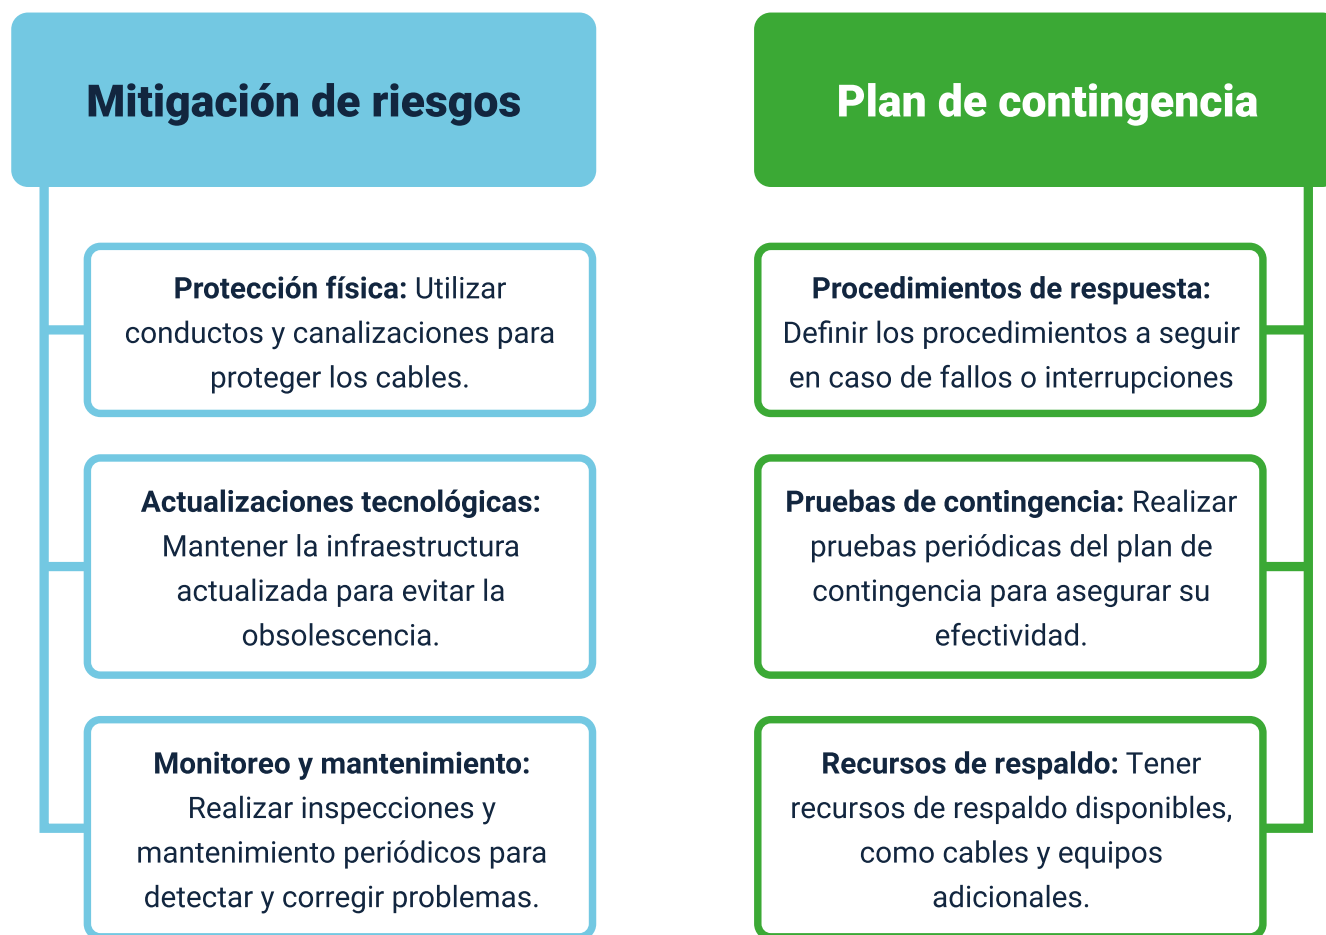 Mitigación de riesgos
Protección física: Utilizar
conductos y canalizaciones para
proteger los cables.
Actualizaciones tecnológicas:
Mantener la infraestructura
actualizada para evitar la
obsolescencia.
Monitoreo y mantenimiento:
Realizar inspecciones y
mantenimiento periódicos para
detectar y corregir problemas.
Plan de contingencia
Procedimientos de respuesta:
Definir los procedimientos a seguir
en caso de fallos o interrupciones
Pruebas de contingencia: Realizar
pruebas periódicas del plan de
contingencia para asegurar su
efectividad.
Recursos de respaldo: Tener
recursos de respaldo disponibles,
como cables y equipos
adicionales.